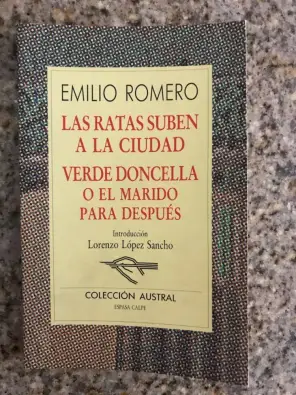 EMILIO ROMERO
LAS RATAS SUBEN
A LA CIUDAD
VERDE DONCELLA
O EL MARIDO
PARA DESPUÉS
Introducción
Lorenzo López Sancho
COLECCIÓN AUSTRAL
ESPASA CALPE